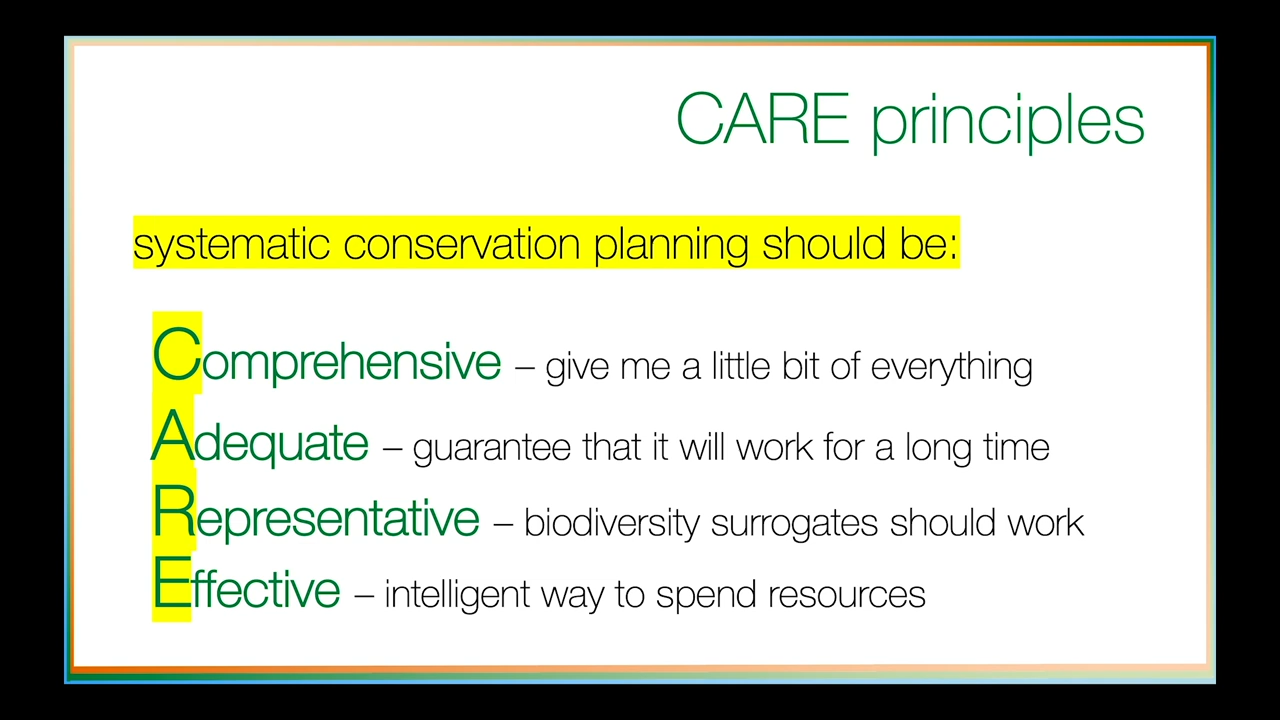 CARE principles
systematic conservation planning should be:
Comprehensive – give me a little bit of everything
Adequate – guarantee that it will work for a long time
Representative – biodiversity surrogates should work
Effective – intelligent way to spend resources